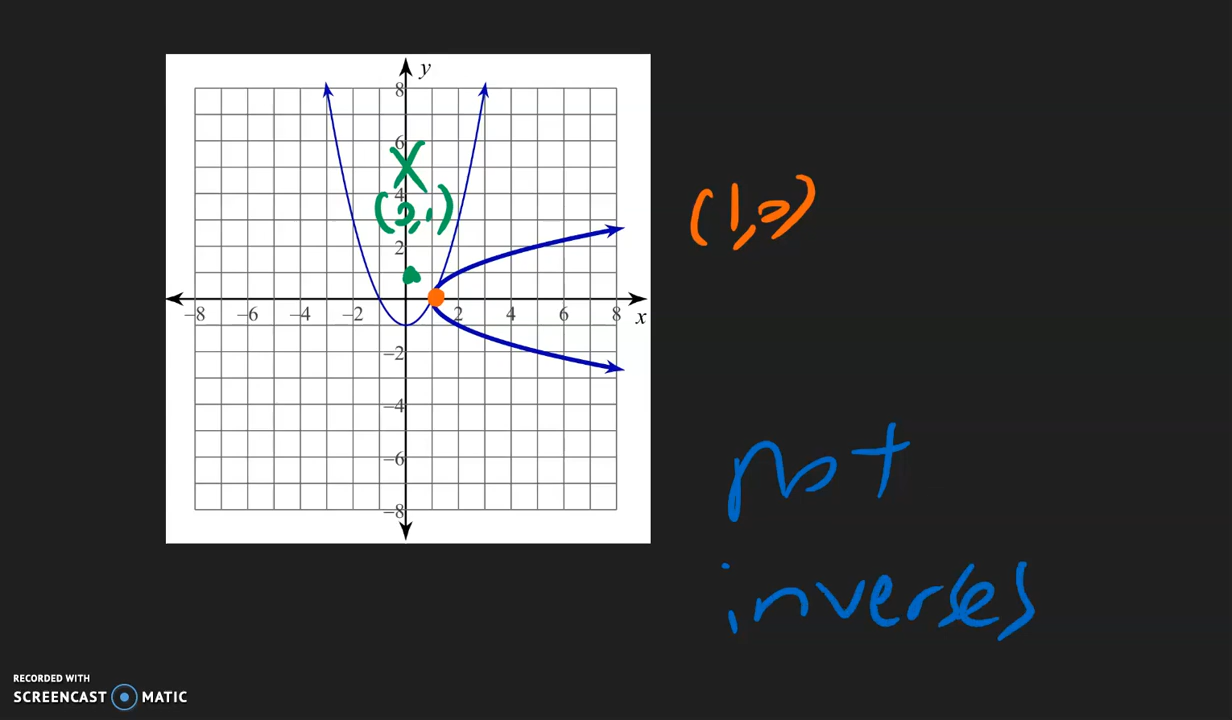 y
8
6
X
4
(0,1)
(1,0)
2
−8 −6 −4 −2 2 4 6 8 x
−2
−4
not
−6
−8
inverses
RECORDED WITH
SCREENCAST MATIC